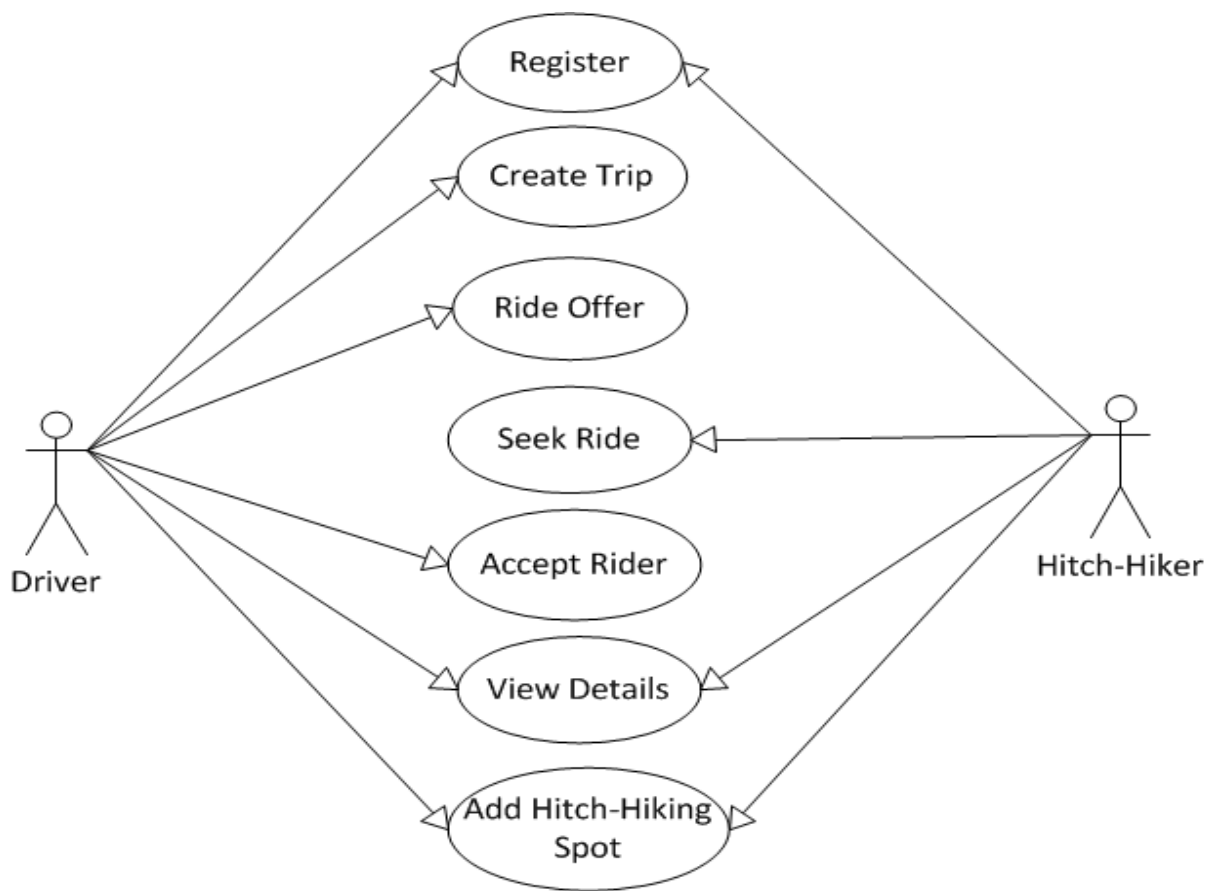 Register
Create Trip
Ride Offer
Seek Ride
Accept Rider
Driver
Hitch-Hiker
View Details
Add Hitch-Hiking
Spot